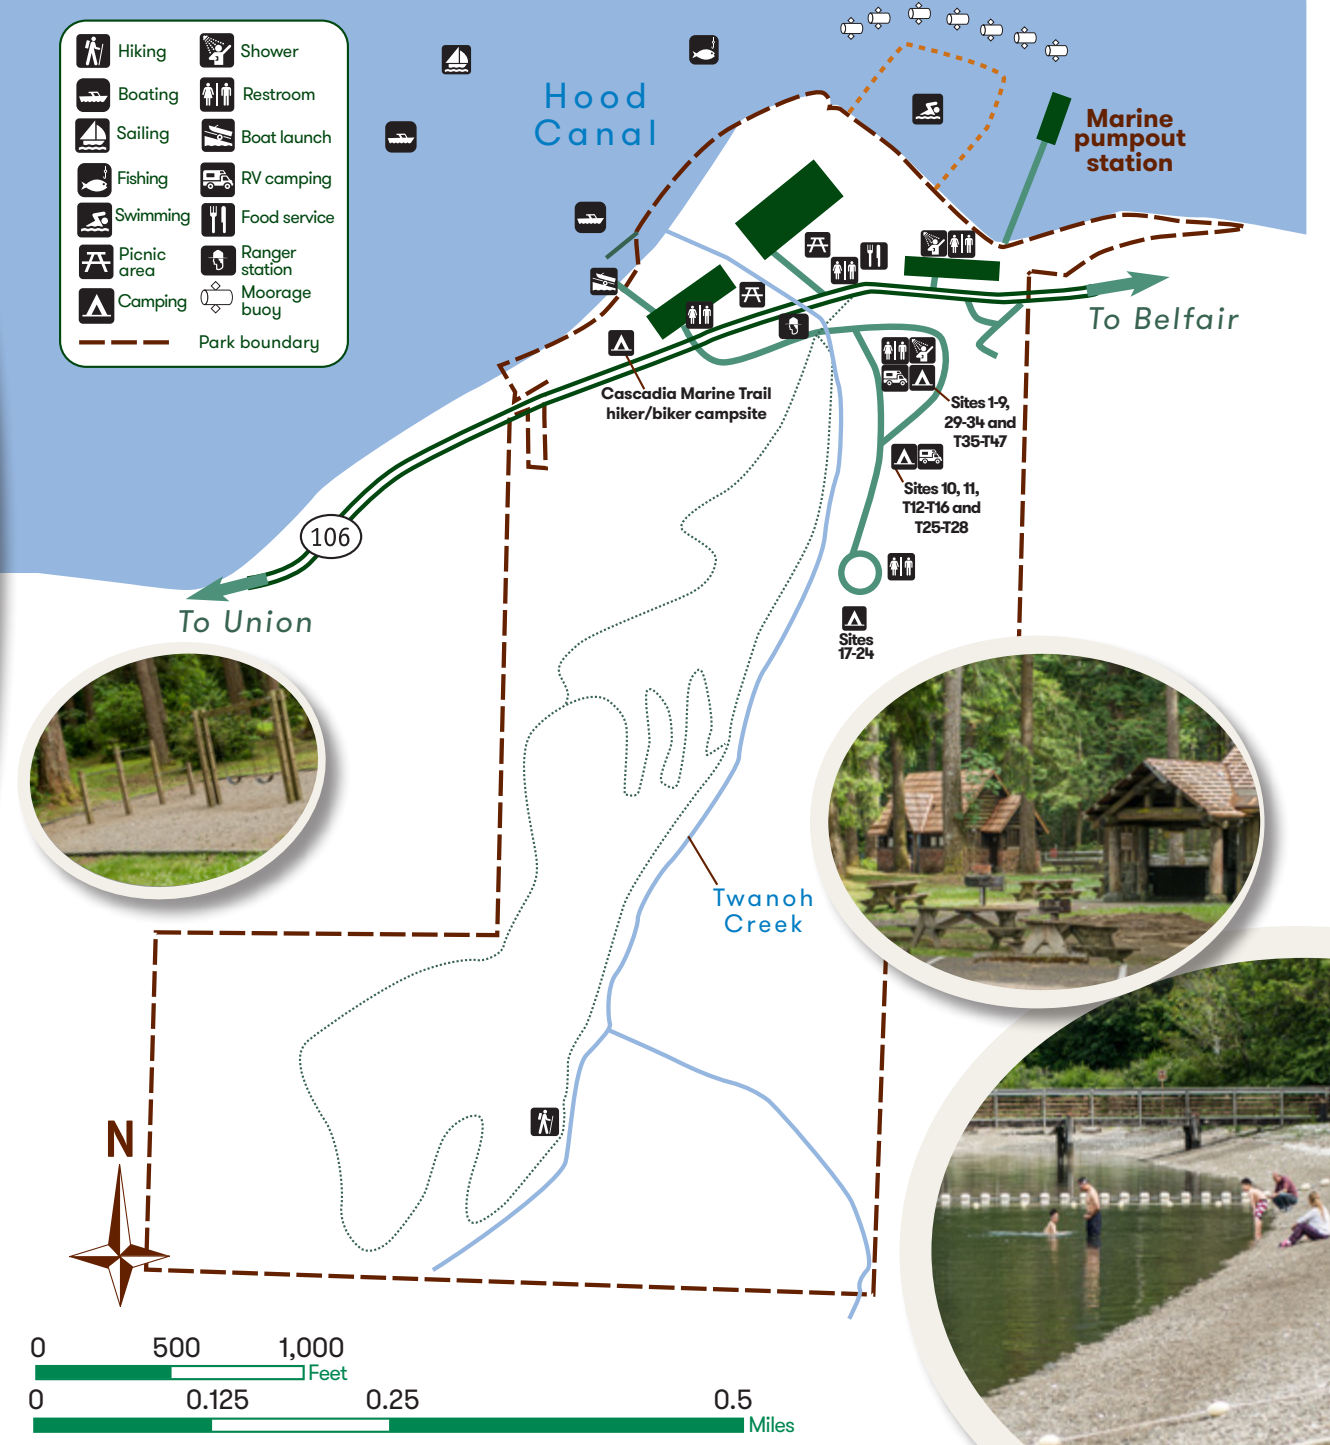 Hiking
Shower
Boating
Restroom
Sailing
Boat launch
Fishing
RV camping
Swimming
Food service
Picnic
area
Ranger
station
Camping
Moorage
buoy
Park boundary
Hood
Canal
Marine
pumpout
station
To Belfair
Cascadia Marine Trail
hiker/biker campsite
Sites 1-9,
29-34 and
T35-T47
Sites 10, 11,
T12-T16 and
T25-T28
106
To Union
Sites
17-24
Twanoh
Creek
N
0 500 1,000
Feet
0 0.125 0.25 0.5
Miles